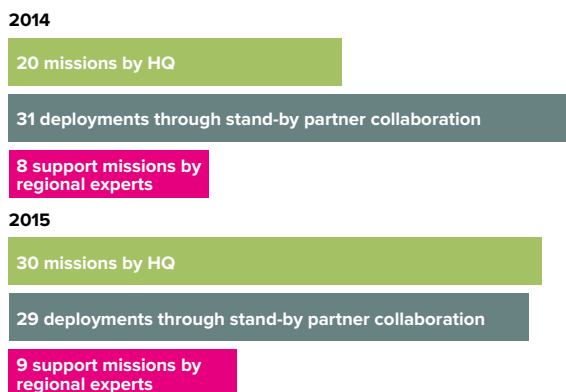 2014
20 missions by HQ
31 deployments through stand-by partner collaboration
8 support missions by
regional experts
2015
30 missions by HQ
29 deployments through stand-by partner collaboration
9 support missions by
regional experts